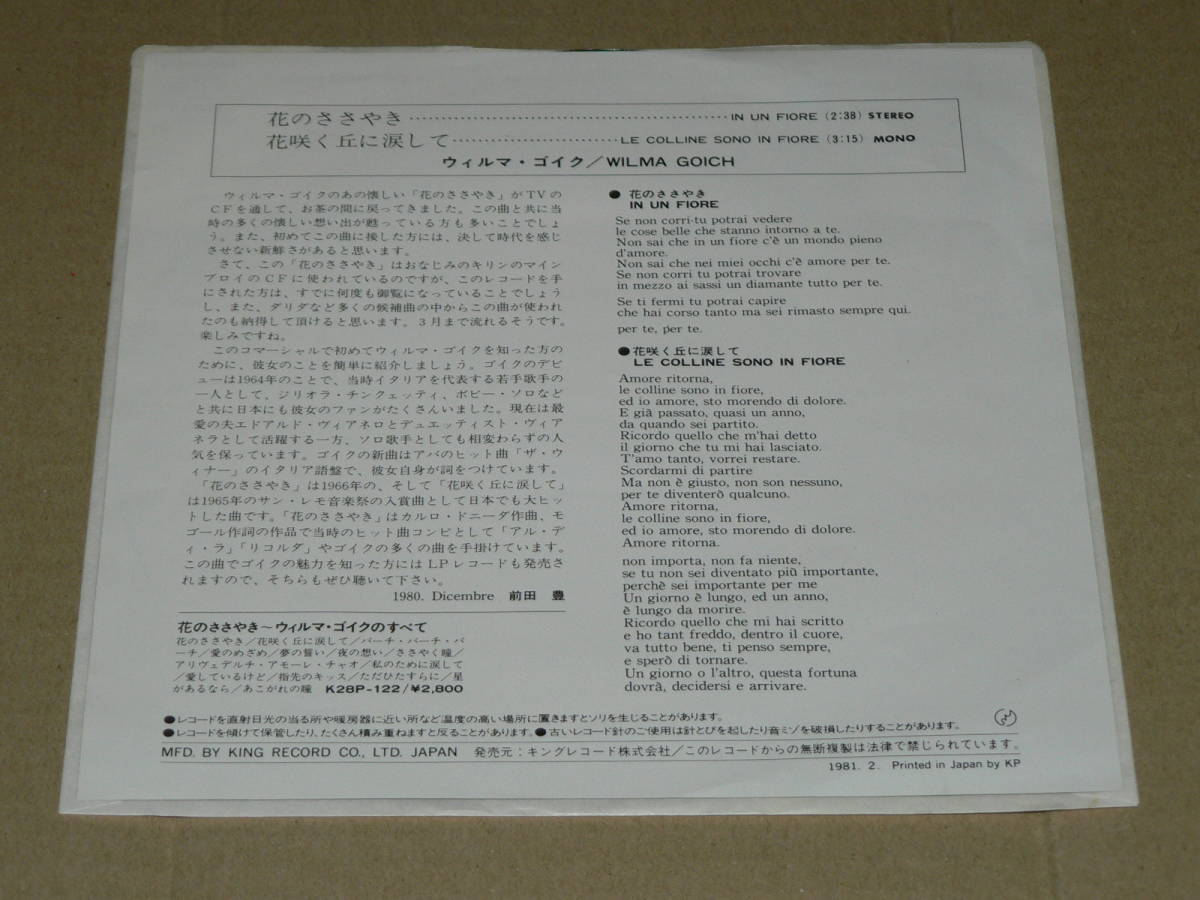 花のささやき……………………………IN UN FIORE (2:38) STEREO
花咲く丘に涙して……………………LE COLLINE SONO IN FIORE (3:15) MONO
ウィルマ・ゴイク／WILMA GOICH
ウィルマ・ゴイクのあの懐しい「花のささやき」がTVの
CFを通して、お茶の間に戻ってきました。この曲と共に当
時の多くの懐しい想い出が甦っている方も多いことでしょ
う。また、初めてこの曲に接した方には、決して時代を感じ
させない新鮮さがあると思います。
さて、この「花のささやき」はおなじみのキリンのマイン
ブロイのCFに使われているのですが、このレコードを手
にされた方は、すでに何度も御覧になっていることでしょう
し、また、ダリダなど多くの候補曲の中からこの曲が使われ
たのも納得して頂けると思います。3月まで流れるそうです。
楽しみですね。
このコマーシャルで初めてウィルマ・ゴイクを知った方の
ために、彼女のことを簡単に紹介しましょう。ゴイクのデビ
ューは1964年のことで、当時イタリアを代表する若手歌手の
一人として、ジリオラ・チンクェッティ、ボビー・ソロなど
と共に日本にも彼女のファンがたくさんいました。現在は最
愛の夫エドアルド・ヴィアネロとデュエッティスト・ヴィア
ネラとして活躍する一方、ソロ歌手としても相変わらずの人
気を保っています。ゴイクの新曲はアバのヒット曲「ザ・ウ
ィナー」のイタリア語盤で、彼女自身が詞をつけています。
「花のささやき」は1966年の、そして「花咲く丘に涙して」
は1965年のサン・レモ音楽祭の入賞曲として日本でも大ヒッ
トした曲です。「花のささやき」はカルロ・ドニーダ作曲、モ
ゴール作詞の作品で当時のヒット曲コンビとして「アル・ディ
・ラ」「リコルダ」やゴイクの多くの曲を手掛けています。
この曲でゴイクの魅力を知った方にはLPレコードも発売さ
れますので、そちらもぜひ聴いて下さい。
1980. Dicembre 前田 豊
花のささやき～ウィルマ・ゴイクのすべて
花のささやき／花咲く丘に涙して／バーチ・バーチ・バ
ーチ／愛のめざめ／夢の誓い／夜の想い／ささやく瞳／
アリヴェデルチ・アモーレ・チャオ／私のために涙して
／愛しているけど／指先のキッス／ただひたすらに／星
があるなら／あこがれの瞳 K28P-122／¥2,800
● 花のささやき
IN UN FIORE
Se non corri-tu potrai vedere
le cose belle che stanno intorno a te.
Non sai che in un fiore c'è un mondo pieno
d'amore.
Non sai che nei miei occhi c'è amore per te.
Se non corri tu potrai trovare
in mezzo ai sassi un diamante tutto per te.
Se ti fermi tu potrai capire
che hai corso tanto ma sei rimasto sempre qui.
per te, per te.
●花咲く丘に涙して
LE COLLINE SONO IN FIORE
Amore ritorna,
le colline sono in fiore,
ed io amore, sto morendo di dolore.
E già passato, quasi un anno,
da quando sei partito.
Ricordo quello che m'hai detto
il giorno che tu mi hai lasciato.
T'amo tanto, vorrei restare.
Scordarmi di partire
Ma non è giusto, non son nessuno,
per te diventerò qualcuno.
Amore ritorna,
le colline sono in fiore,
ed io amore, sto morendo di dolore.
Amore ritorna.
non importa, non fa niente,
se tu non sei diventato più importante,
perchè sei importante per me
Un giorno è lungo, ed un anno,
è lungo da morire.
Ricordo quello che mi hai scritto
e ho tant freddo, dentro il cuore,
va tutto bene, ti penso sempre,
e sperò di tornare.
Un giorno o l'altro, questa fortuna
dovrà, decidersi e arrivare.
●レコードを直射日光の当る所や暖房器に近い所など温度の高い場所に置きますとソリを生じることがあります。
●レコードを傾けて保管したり、たくさん積み重ねますと反ることがあります。●古いレコード針のご使用は針とびを起したり音ミゾを破損したりすることがあります。
MFD. BY KING RECORD CO., LTD. JAPAN 発売元：キングレコード株式会社／このレコードからの無断複製は法律で禁じられています。
1981. 2. Printed in Japan by KP